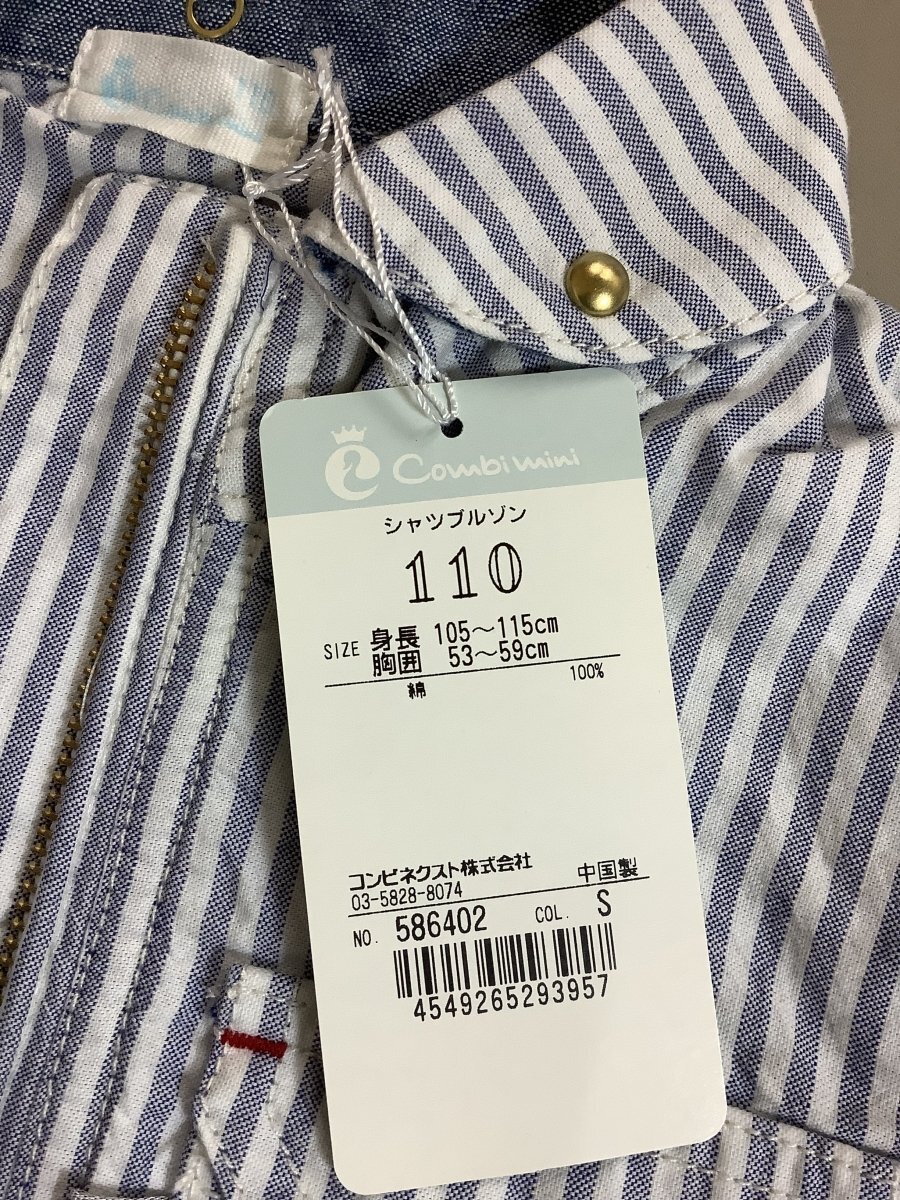 Combi mini
シャツブルゾン
110
SIZE 身長 105～115cm
胸囲 53～59cm
綿 100%
コンビネクスト株式会社 中国製
03-5828-8074
NO. 586402 COL. S
4549265293957